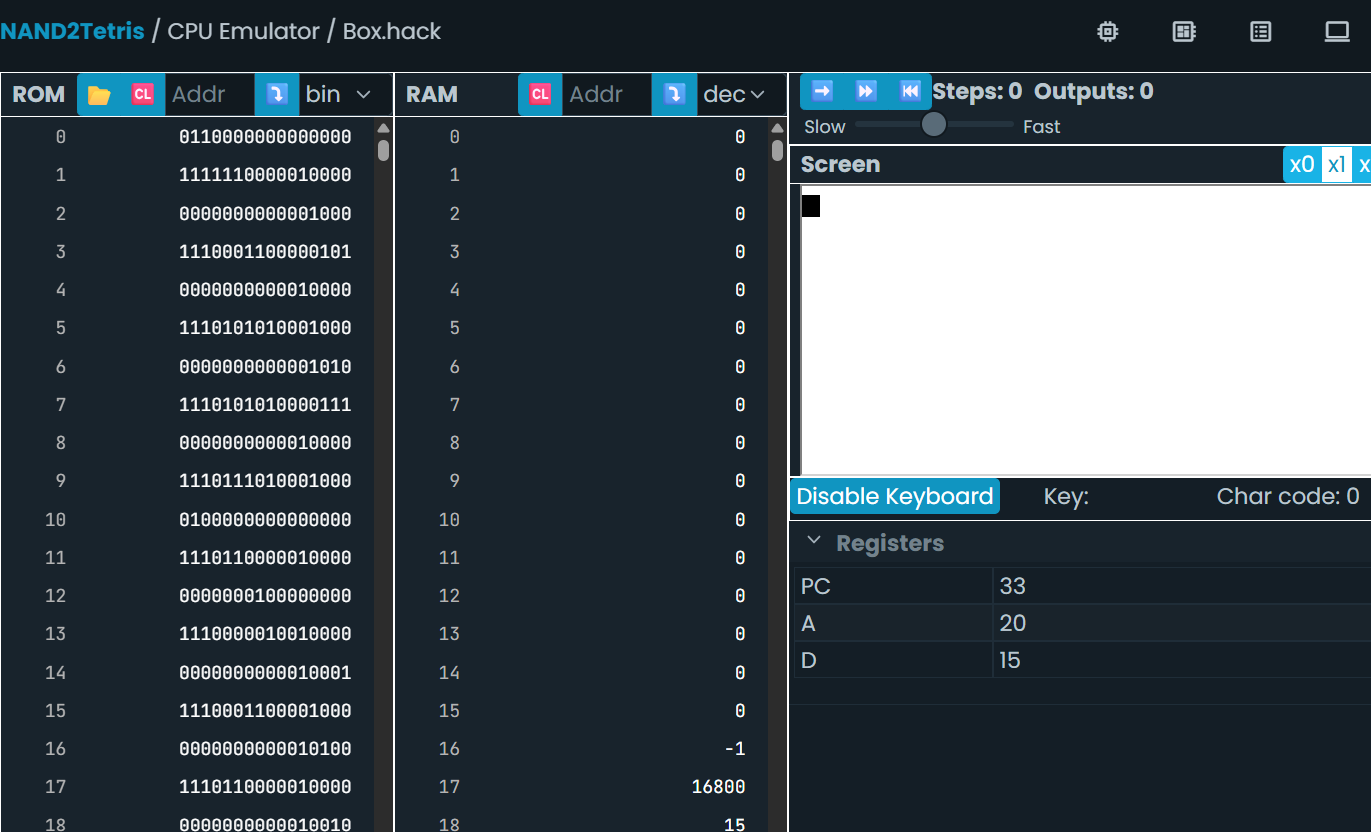 NAND2Tetris / CPU Emulator / Box.hack
ROM CL Addr bin RAM CL Addr dec Steps: 0 Outputs: 0
Slow Fast
Screen x0 x1 x
0 0110000000000000 0 0
1 1111110000010000 1 0
2 0000000000001000 2 0
3 1110001100000101 3 0
4 0000000000010000 4 0
5 1110101010001000 5 0
6 0000000000001010 6 0
7 1110101010000111 7 0
8 0000000000010000 8 0
9 1110111010001000 9 0
10 0100000000000000 10 0
11 1110110000010000 11 0
12 0000000100000000 12 0
13 1110000010010000 13 0
14 0000000000010001 14 0
15 1110001100001000 15 0
16 0000000000010100 16 -1
17 1110110000010000 17 16800
18 0000000000010010 18 15
Disable Keyboard Key: Char code: 0
Registers
PC 33
A 20
D 15